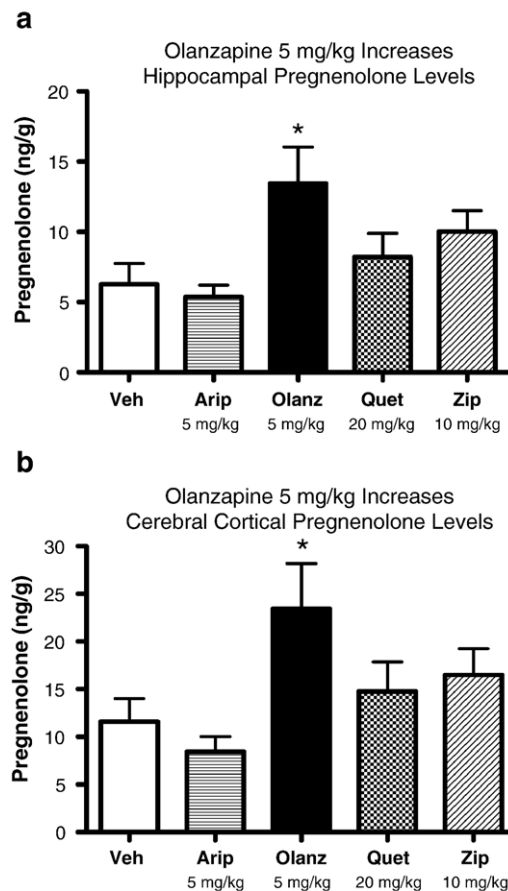 a
Olanzapine 5 mg/kg Increases
Hippocampal Pregnenolone Levels
Pregnenolone (ng/g)
20
15
10
5
0
*
Veh Arip Olanz Quet Zip
5 mg/kg 5 mg/kg 20 mg/kg 10 mg/kg
b
Olanzapine 5 mg/kg Increases
Cerebral Cortical Pregnenolone Levels
Pregnenolone (ng/g)
30
25
20
15
10
5
0
*
Veh Arip Olanz Quet Zip
5 mg/kg 5 mg/kg 20 mg/kg 10 mg/kg